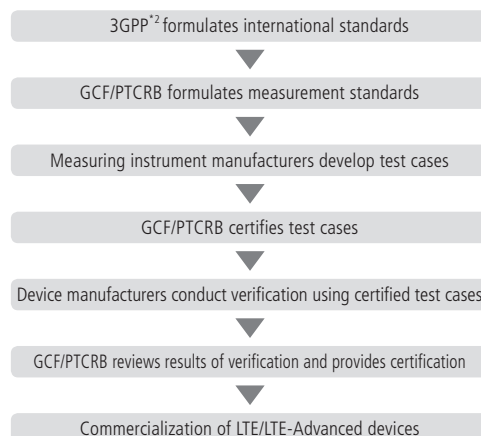 3GPP*2 formulates international standards
GCF/PTCRB formulates measurement standards
Measuring instrument manufacturers develop test cases
GCF/PTCRB certifies test cases
Device manufacturers conduct verification using certified test cases
GCF/PTCRB reviews results of verification and provides certification
Commercialization of LTE/LTE-Advanced devices